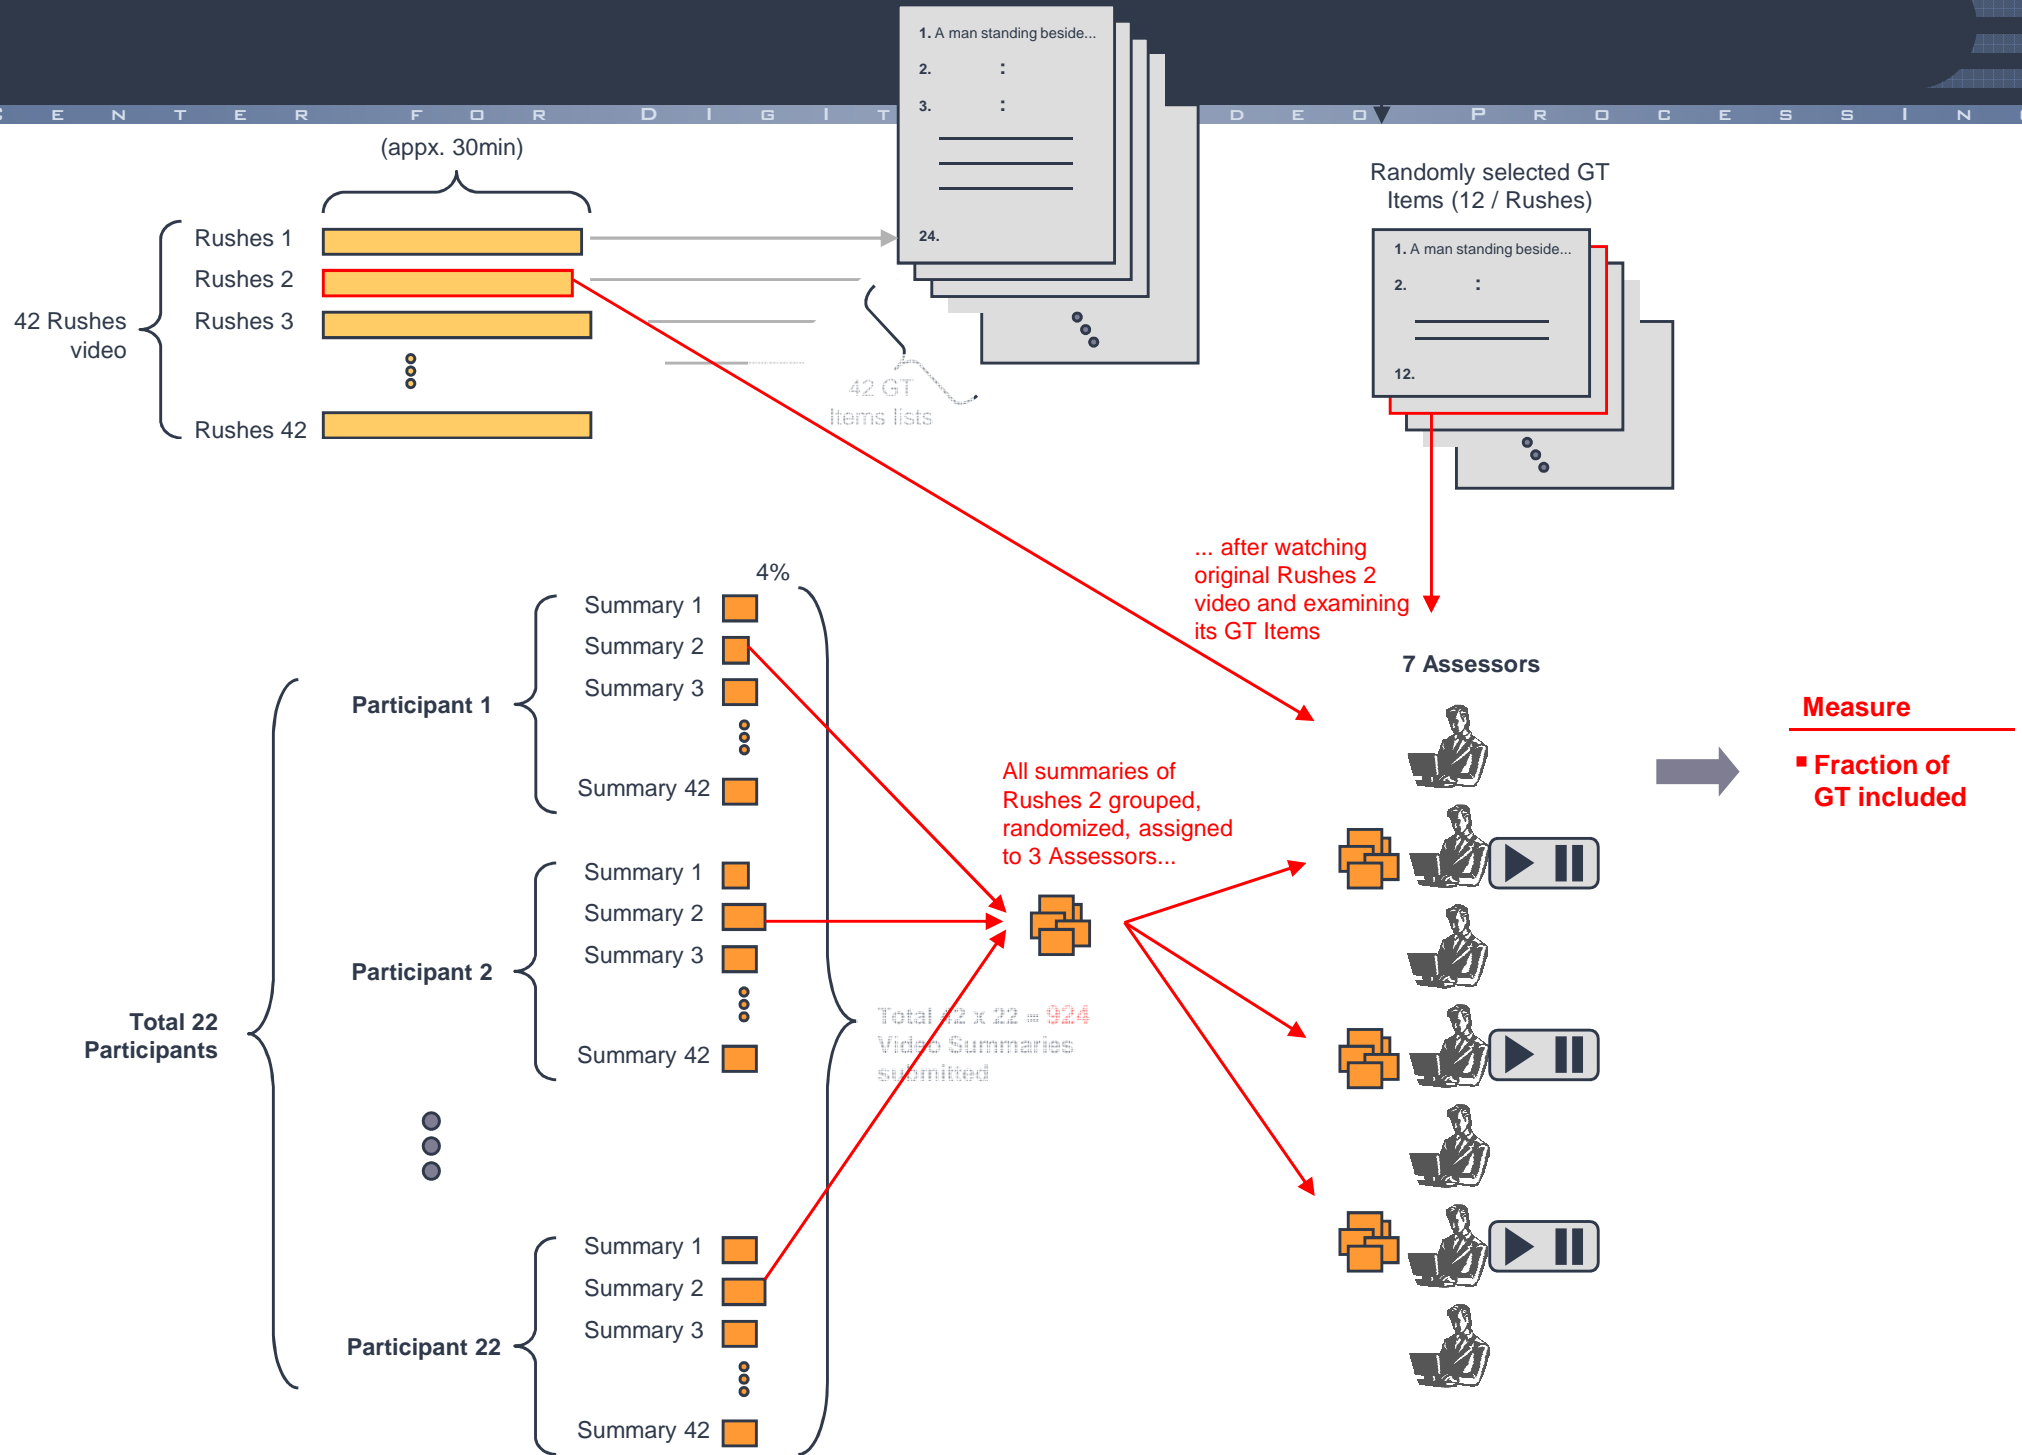 1. A man standing beside...
2. :
3. :
24.
E N T E R F O R D I G I T D E O P R O C E S S I N
(appx. 30min)
42 Rushes
video
Rushes 1
Rushes 2
Rushes 3
Rushes 42
42 GT
Items lists
Randomly selected GT
Items (12 / Rushes)
1. A man standing beside...
2. :
12.
... after watching
original Rushes 2
video and examining
its GT Items
4%
Total 22
Participants
Participant 1
Summary 1
Summary 2
Summary 3
Summary 42
Participant 2
Summary 1
Summary 2
Summary 3
Summary 42
Participant 22
Summary 1
Summary 2
Summary 3
Summary 42
Total 42 x 22 = 924
Video Summaries
submitted
All summaries of
Rushes 2 grouped,
randomized, assigned
to 3 Assessors...
7 Assessors
Measure
▪ Fraction of
GT included